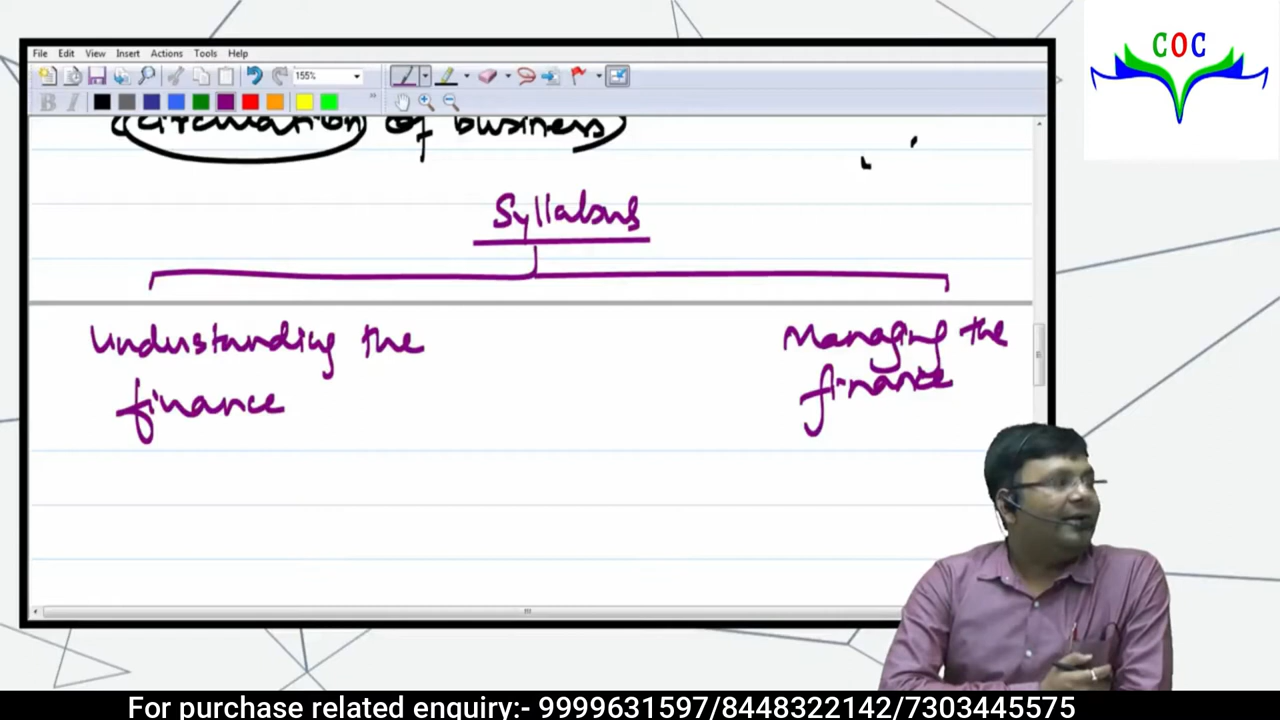 COC
File Edit View Insert Actions Tools Help
155%
B I
(circulation) of business)
Syllabus
Understanding the
finance
Managing the
finance
For purchase related enquiry:- 9999631597/8448322142/7303445575